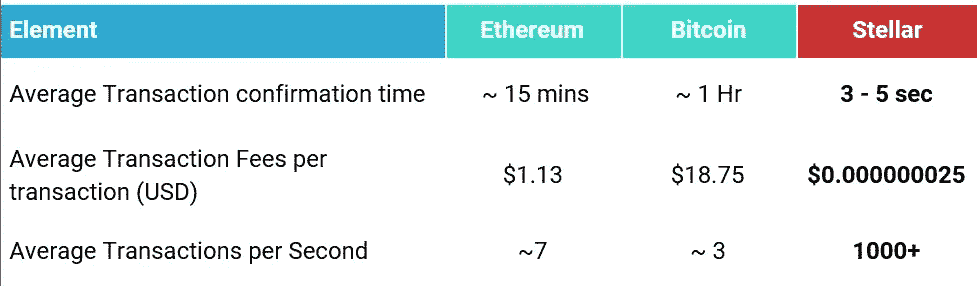 Element Ethereum Bitcoin Stellar
Average Transaction confirmation time ~ 15 mins ~ 1 Hr 3 - 5 sec
Average Transaction Fees per
transaction (USD) $1.13 $18.75 $0.000000025
Average Transactions per Second ~7 ~ 3 1000+